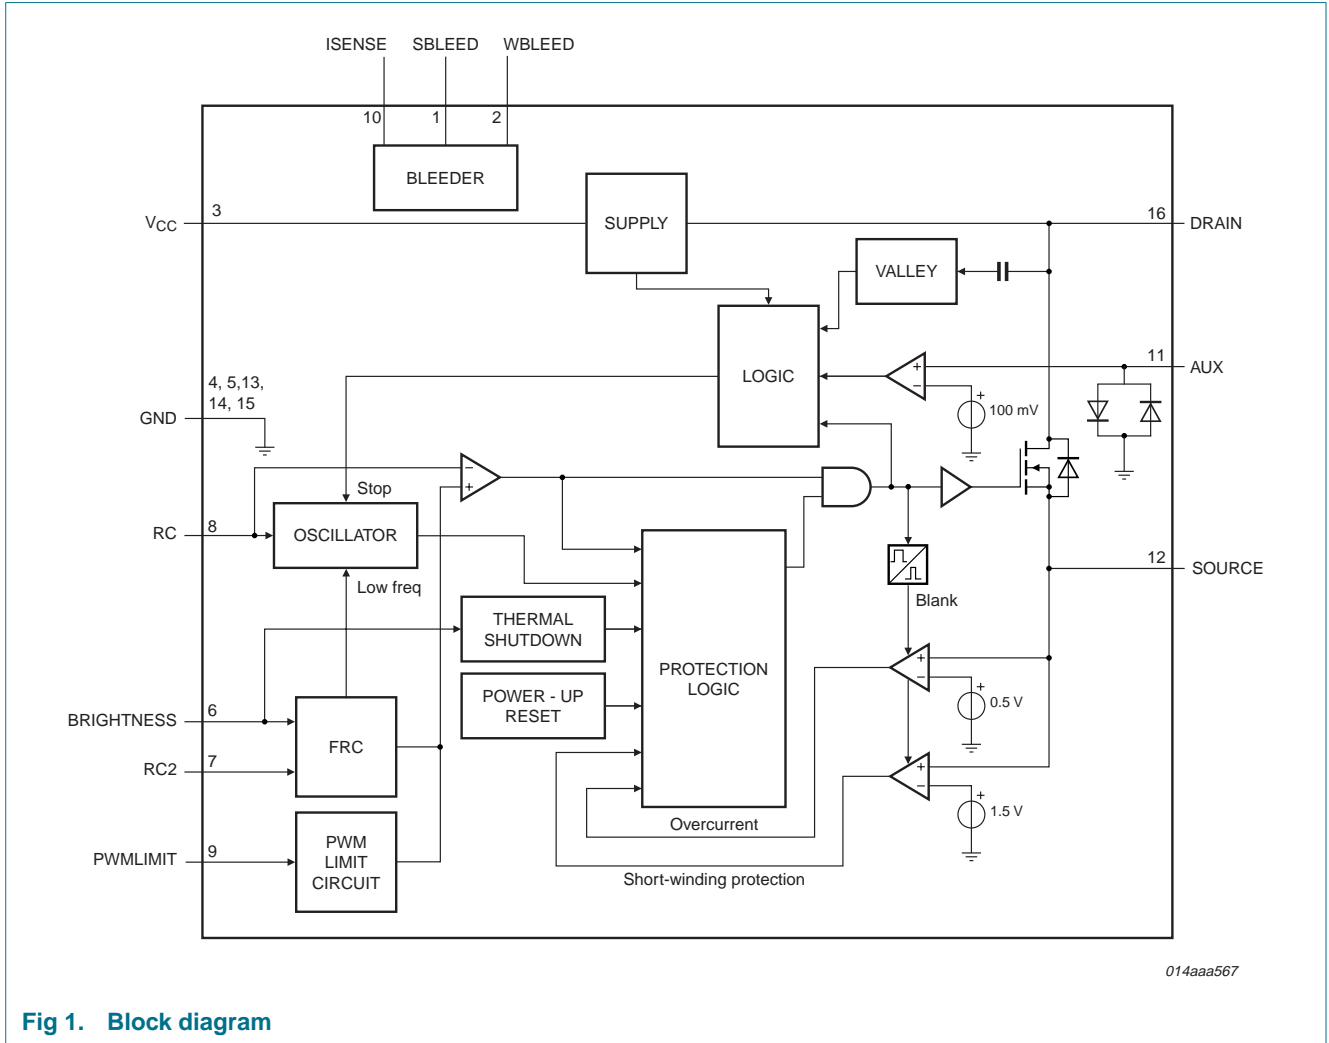 ISENSE SBLEED WBLEED
10 1 2
BLEEDER
VCC 3
SUPPLY
16 DRAIN
VALLEY
LOGIC
11 AUX
+
−
+
100 mV
4, 5,13,
14, 15
GND
−
+
Stop
RC 8
OSCILLATOR
Low freq
12 SOURCE
Blank
THERMAL
SHUTDOWN
PROTECTION
LOGIC
POWER - UP
RESET
+
−
+
0.5 V
BRIGHTNESS 6
FRC
RC2 7
+
−
+
1.5 V
Overcurrent
PWMLIMIT 9
PWM
LIMIT
CIRCUIT
Short-winding protection
014aaa567
Fig 1. Block diagram